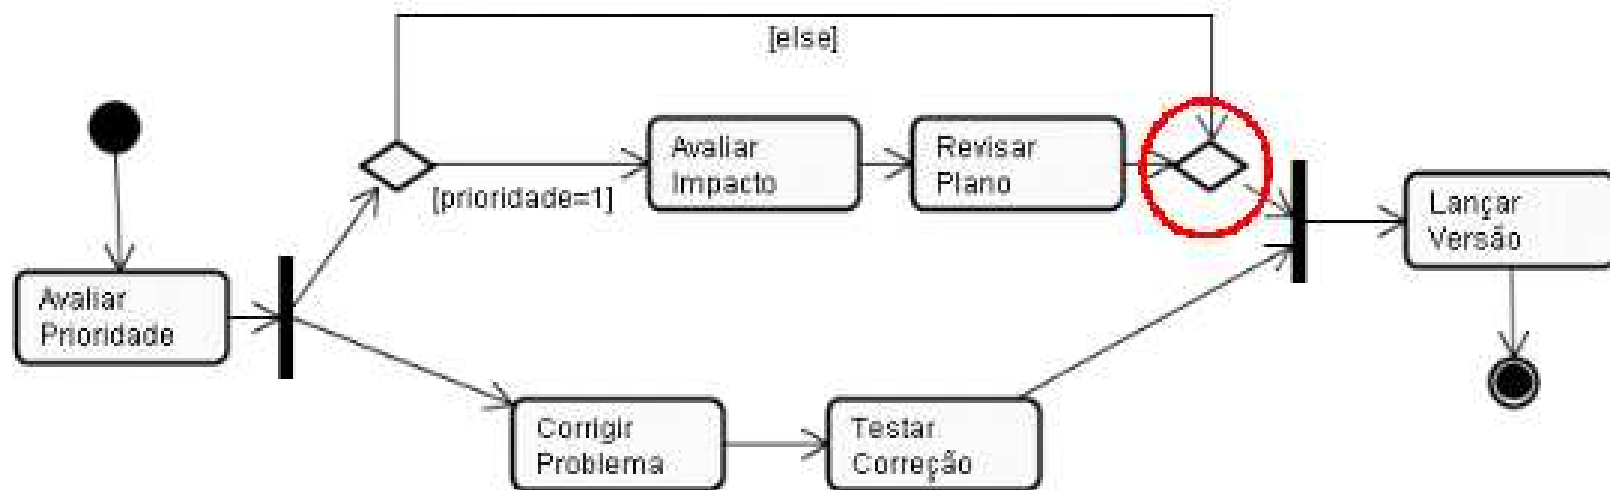 [else]
Avaliar
Impacto
Revisar
Plano
[prioridade=1]
Lançar
Versão
Avaliar
Prioridade
Corrigir
Problema
Testar
Correção